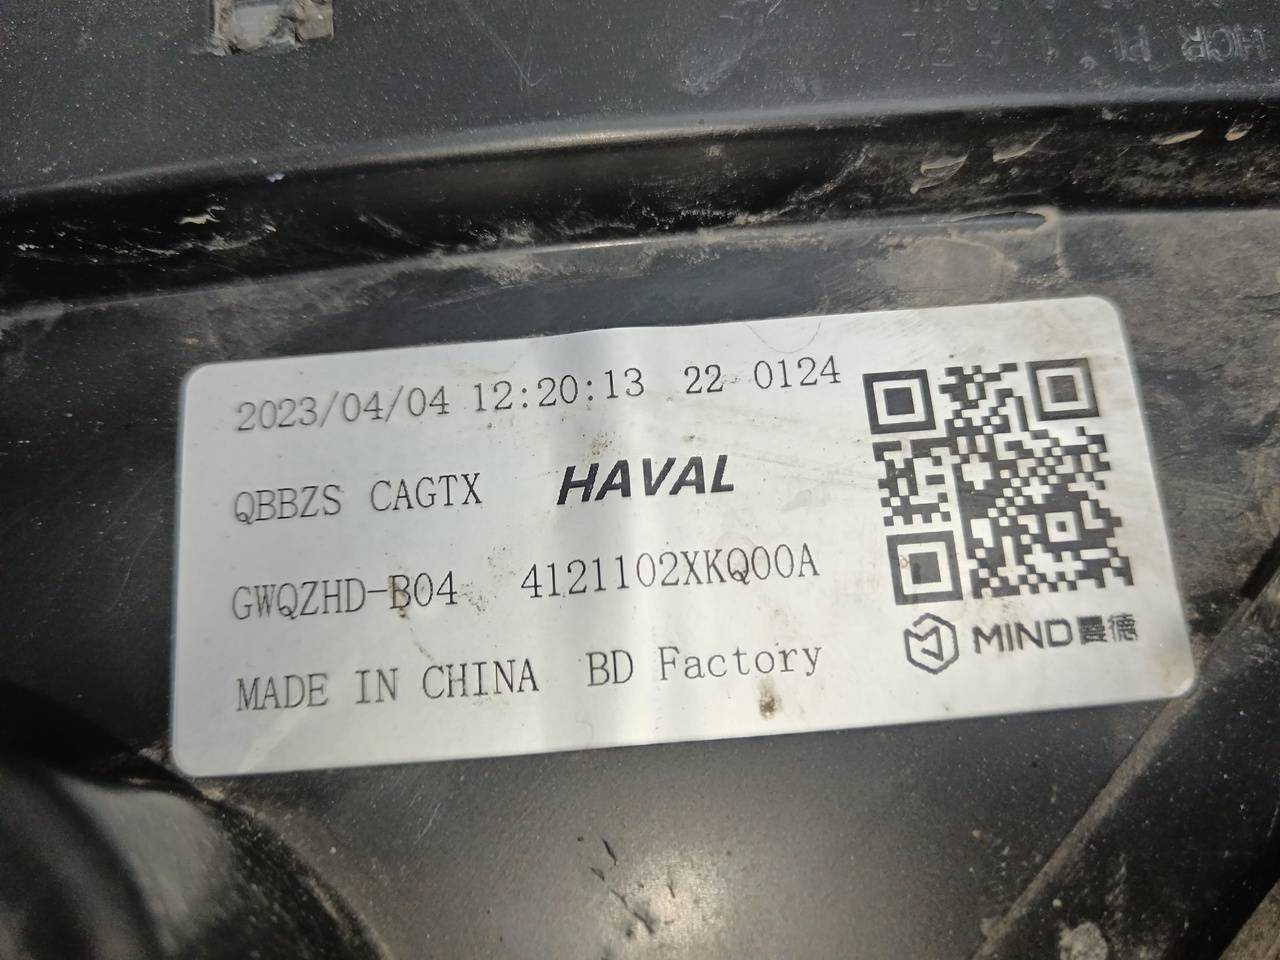 2023/04/04 12:20:13 22 0124
QBBZS CAGTX HAVAL
GWQZHD-B04 4121102XKQ00A
MADE IN CHINA BD Factory
MIND曼德